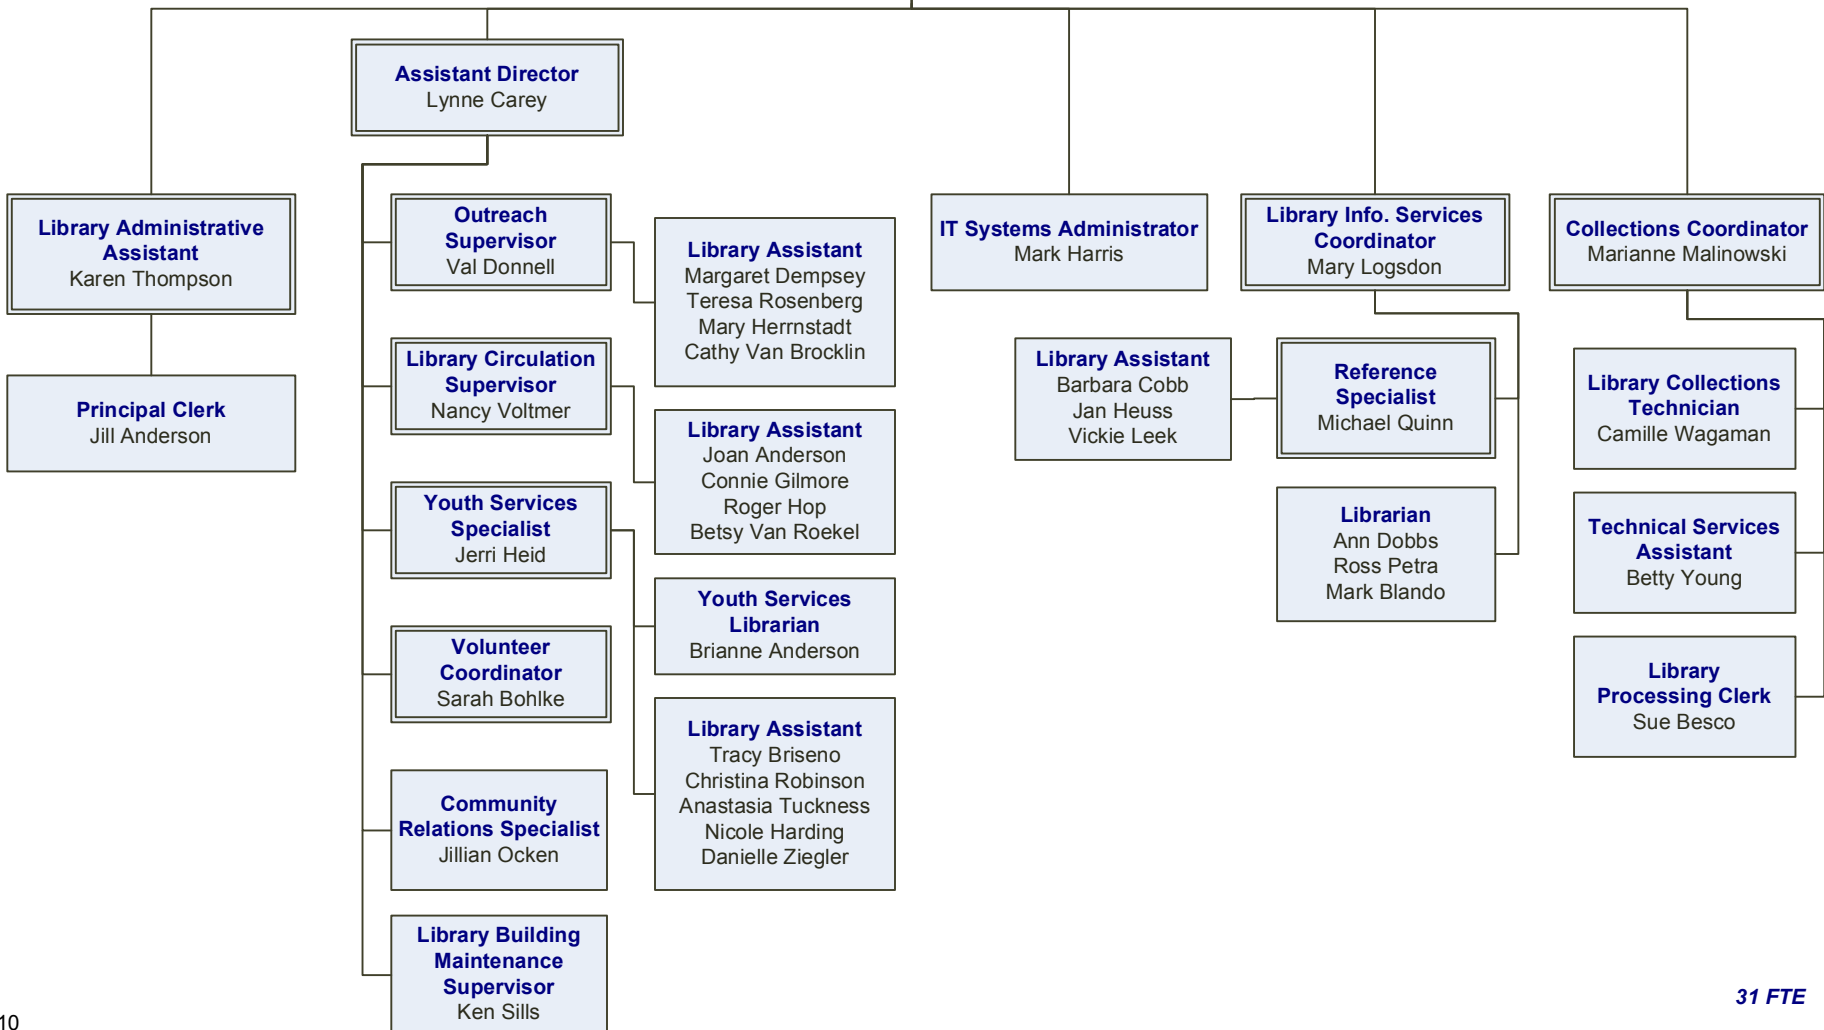 Assistant Director
Lynne Carey
Library Administrative
Assistant
Karen Thompson
Principal Clerk
Jill Anderson
Outreach
Supervisor
Val Donnell
Library Assistant
Margaret Dempsey
Teresa Rosenberg
Mary Herrnstadt
Cathy Van Brocklin
Library Circulation
Supervisor
Nancy Voltmer
Library Assistant
Joan Anderson
Connie Gilmore
Roger Hop
Betsy Van Roekel
Youth Services
Specialist
Jerri Heid
Youth Services
Librarian
Brianne Anderson
Library Assistant
Tracy Briseno
Christina Robinson
Anastasia Tuckness
Nicole Harding
Danielle Ziegler
Volunteer
Coordinator
Sarah Bohlke
Community
Relations Specialist
Jillian Ocken
Library Building
Maintenance
Supervisor
Ken Sills
IT Systems Administrator
Mark Harris
Library Info. Services
Coordinator
Mary Logsdon
Library Assistant
Barbara Cobb
Jan Heuss
Vickie Leek
Reference
Specialist
Michael Quinn
Librarian
Ann Dobbs
Ross Petra
Mark Blando
Collections Coordinator
Marianne Malinowski
Library Collections
Technician
Camille Wagaman
Technical Services
Assistant
Betty Young
Library
Processing Clerk
Sue Besco
31 FTE
10